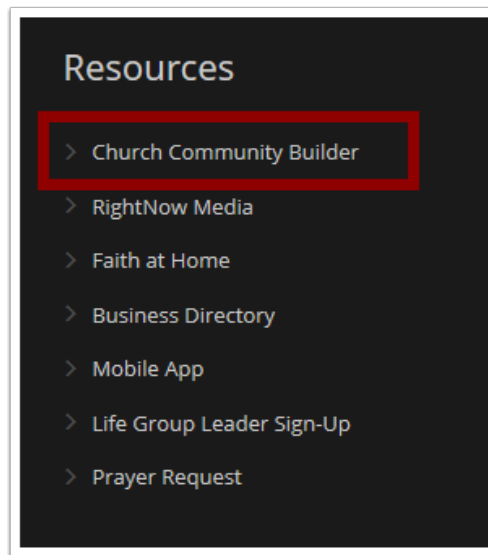 Resources
Church Community Builder
RightNow Media
Faith at Home
Business Directory
Mobile App
Life Group Leader Sign-Up
Prayer Request